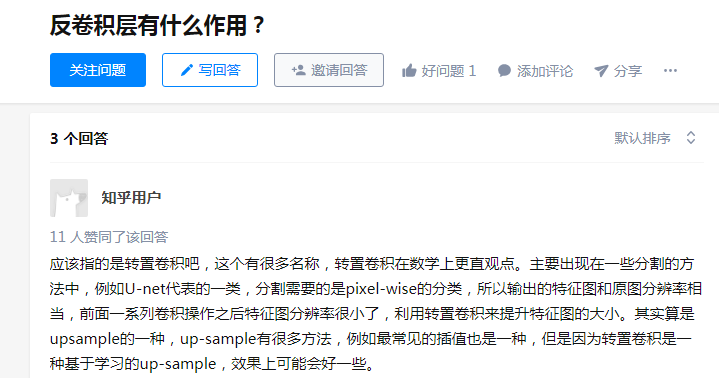 反卷积层有什么作用？
关注问题 写回答 邀请回答 好问题 1 添加评论 分享
3 个回答 默认排序
知乎用户
11 人赞同了该回答
应该指的是转置卷积吧，这个有很多名称，转置卷积在数学上更直观点。主要出现在一些分割的方
法中，例如U-net代表的一类，分割需要的是pixel-wise的分类，所以输出的特征图和原图分辨率相
当，前面一系列卷积操作之后特征图分辨率很小了，利用转置卷积来提升特征图的大小。其实算是
upsample的一种，up-sample有很多方法，例如最常见的插值也是一种，但是因为转置卷积是一
种基于学习的up-sample，效果上可能会好一些。